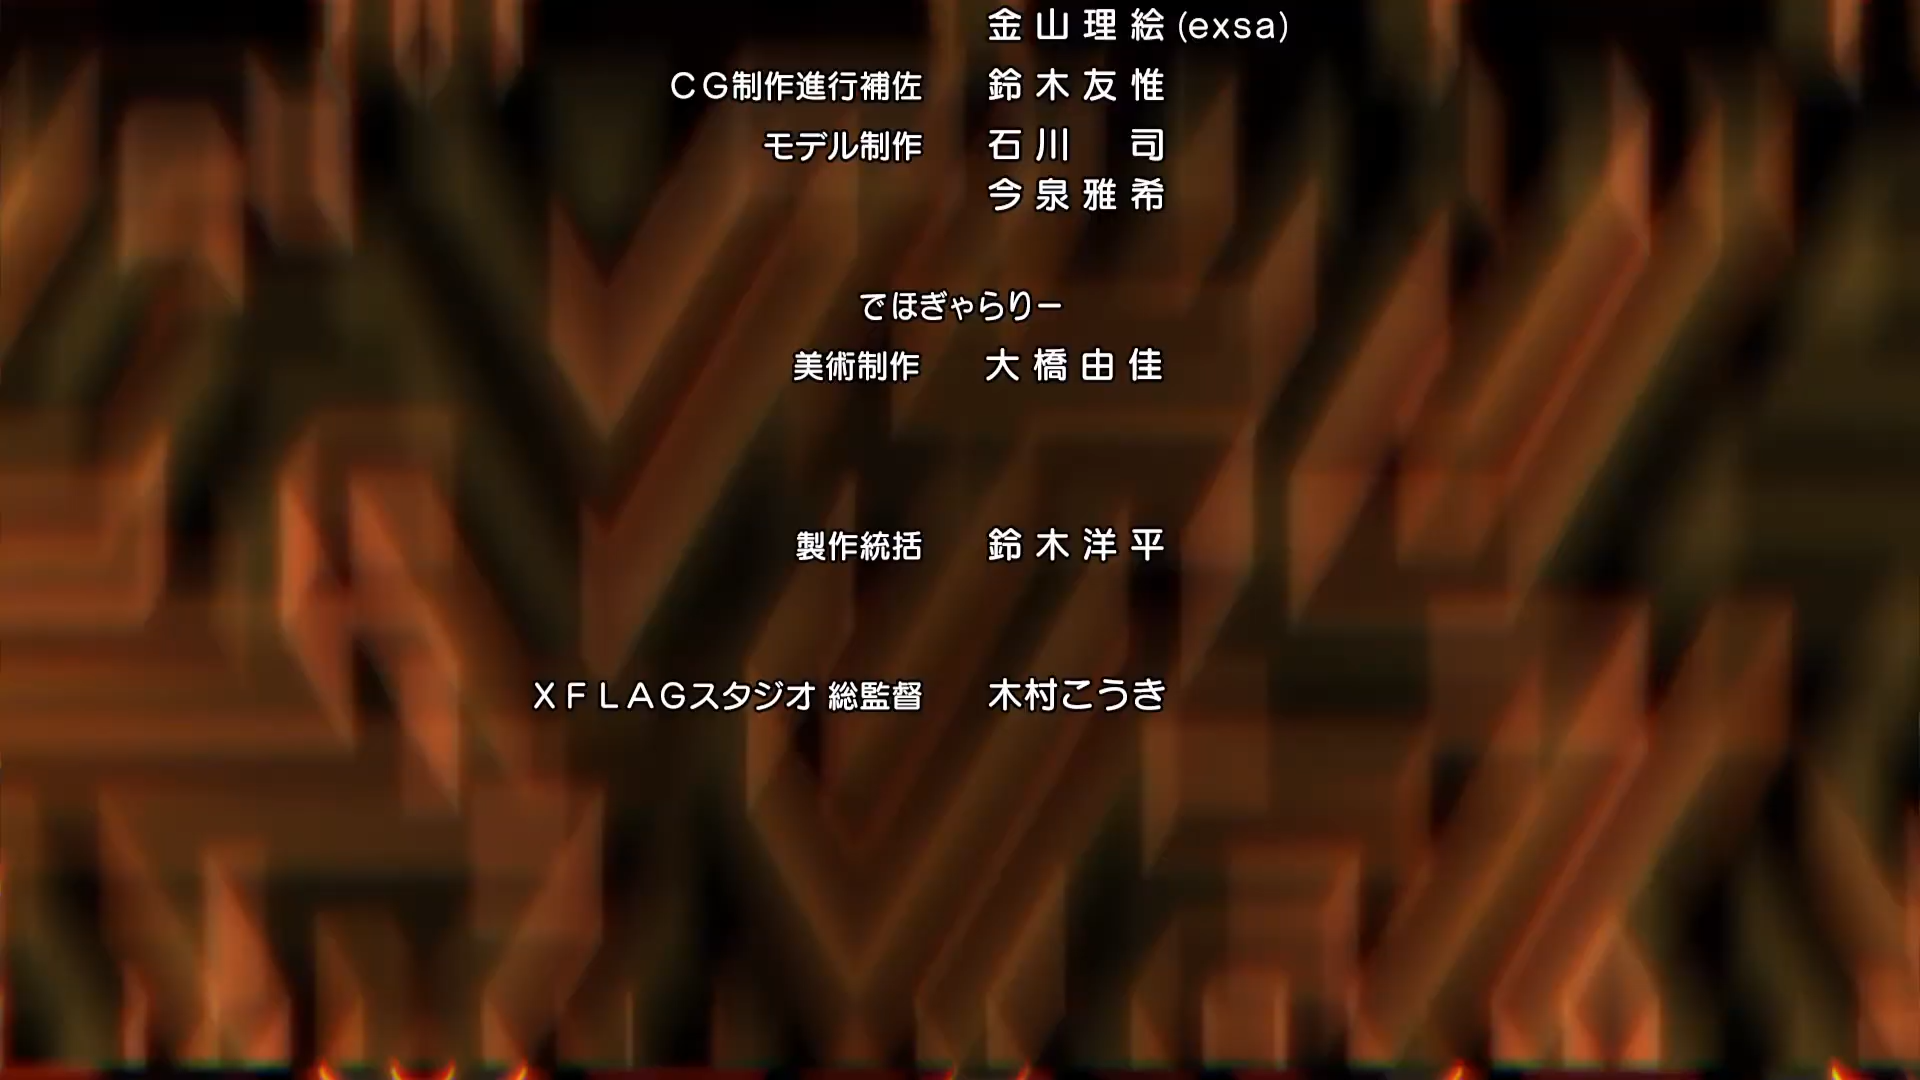 金山理絵(exsa)
CG制作進行補佐 鈴木友惟
モデル制作 石川 司
今泉雅希
でほぎゃらりー
美術制作 大橋由佳
製作統括 鈴木洋平
XFLAGスタジオ 総監督 木村こうき